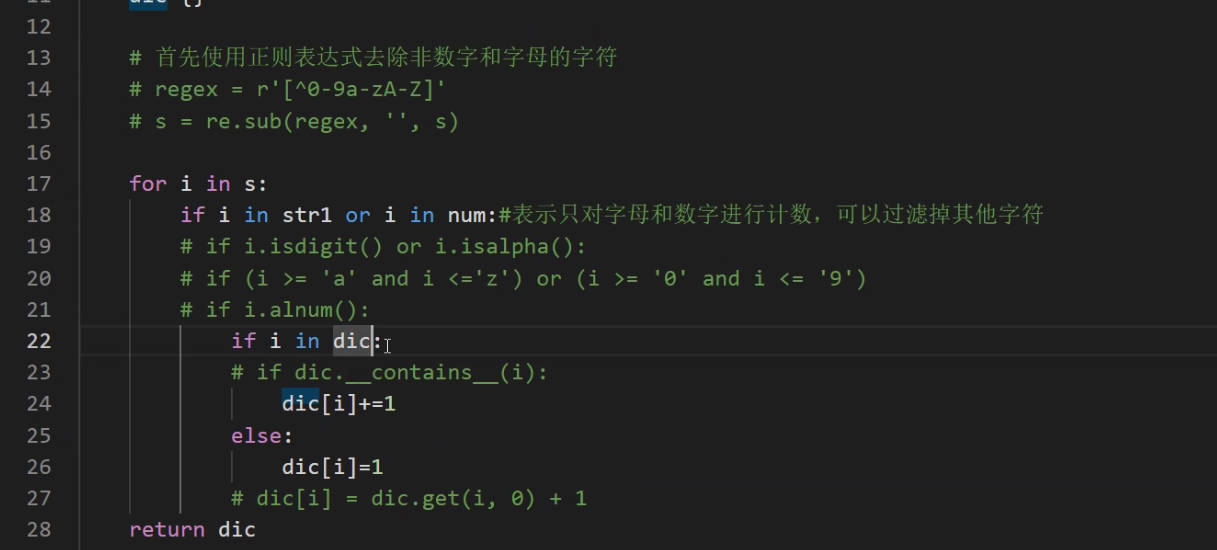 12
13 # 首先使用正则表达式去除非数字和字母的字符
14 # regex = r'[^0-9a-zA-Z]'
15 # s = re.sub(regex, '', s)
16
17 for i in s:
18 if i in str1 or i in num:#表示只对字母和数字进行计数，可以过滤掉其他字符
19 # if i.isdigit() or i.isalpha():
20 # if (i >= 'a' and i <='z') or (i >= '0' and i <= '9')
21 # if i.alnum():
22 if i in dic:
23 # if dic.__contains__(i):
24 dic[i]+=1
25 else:
26 dic[i]=1
27 # dic[i] = dic.get(i, 0) + 1
28 return dic